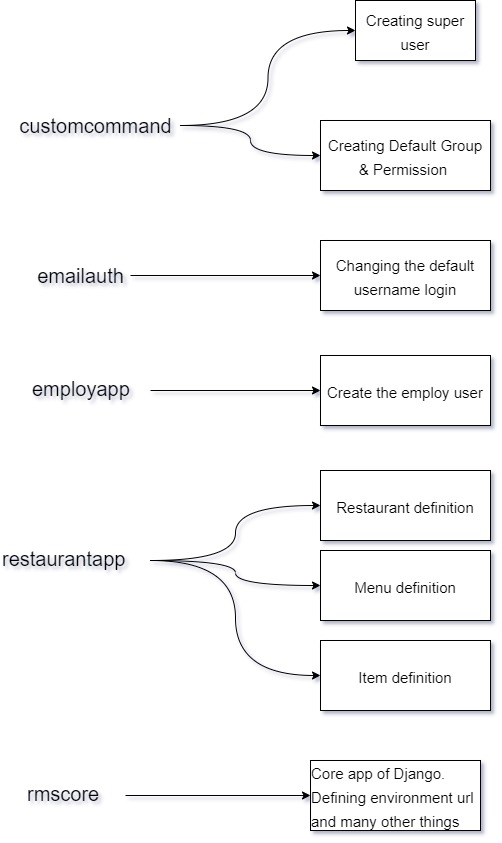 Creating super
user
customcommand
Creating Default Group
& Permission
emailauth
Changing the default
username login
employapp
Create the employ user
Restaurant definition
restaurantapp
Menu definition
Item definition
rmscore
Core app of Django.
Defining environment url
and many other things